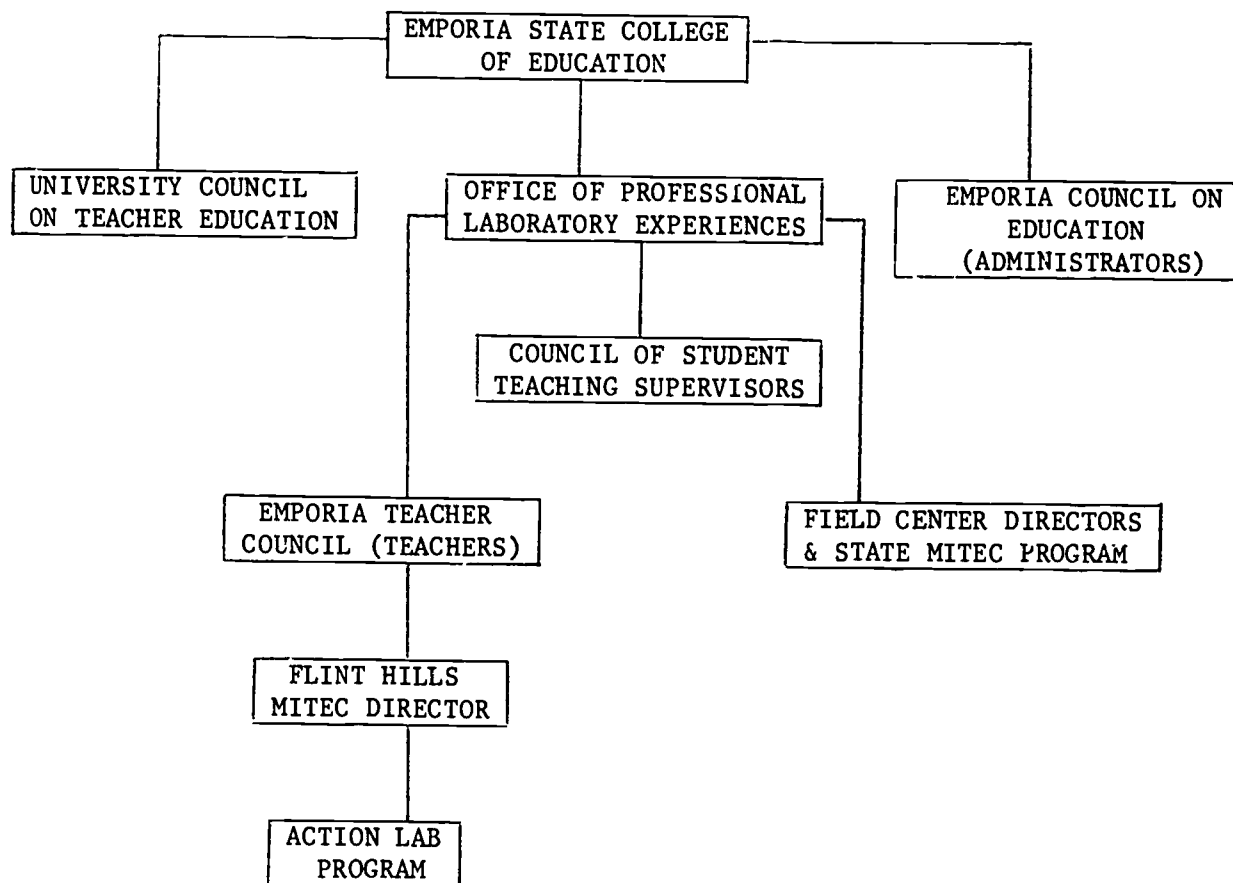 EMPORIA STATE COLLEGE
OF EDUCATION
UNIVERSITY COUNCIL
ON TEACHER EDUCATION
OFFICE OF PROFESSIONAL
LABORATORY EXPERIENCES
EMPORIA COUNCIL ON
EDUCATION
(ADMINISTRATORS)
COUNCIL OF STUDENT
TEACHING SUPERVISORS
EMPORIA TEACHER
COUNCIL (TEACHERS)
FIELD CENTER DIRECTORS
& STATE MITEC PROGRAM
FLINT HILLS
MITEC DIRECTOR
ACTION LAB
PROGRAM